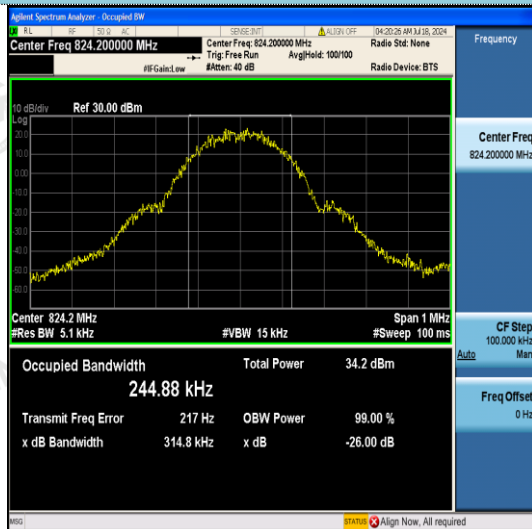 Agilent Spectrum Analyzer - Occupied BW
RL RF 50 Ω AC SENSE:INT ALIGN OFF 04:20:26 AM Jul 18, 2024
Center Freq 824.200000 MHz
Center Freq: 824.200000 MHz Radio Std: None
Trig: Free Run Avg|Hold: 100/100
#IFGain:Low #Atten: 40 dB Radio Device: BTS
10 dB/div Ref 30.00 dBm
Log
20.0
10.0
0.00
-10.0
-20.0
-30.0
-40.0
-50.0
-60.0
Center 824.2 MHz Span 1 MHz
#Res BW 5.1 kHz #VBW 15 kHz #Sweep 100 ms
Occupied Bandwidth Total Power 34.2 dBm
244.88 kHz
Transmit Freq Error 217 Hz OBW Power 99.00 %
x dB Bandwidth 314.8 kHz x dB -26.00 dB
Frequency
Center Freq
824.200000 MHz
CF Step
100.000 kHz
Auto Man
Freq Offset
0 Hz
MSG STATUS Align Now, All required